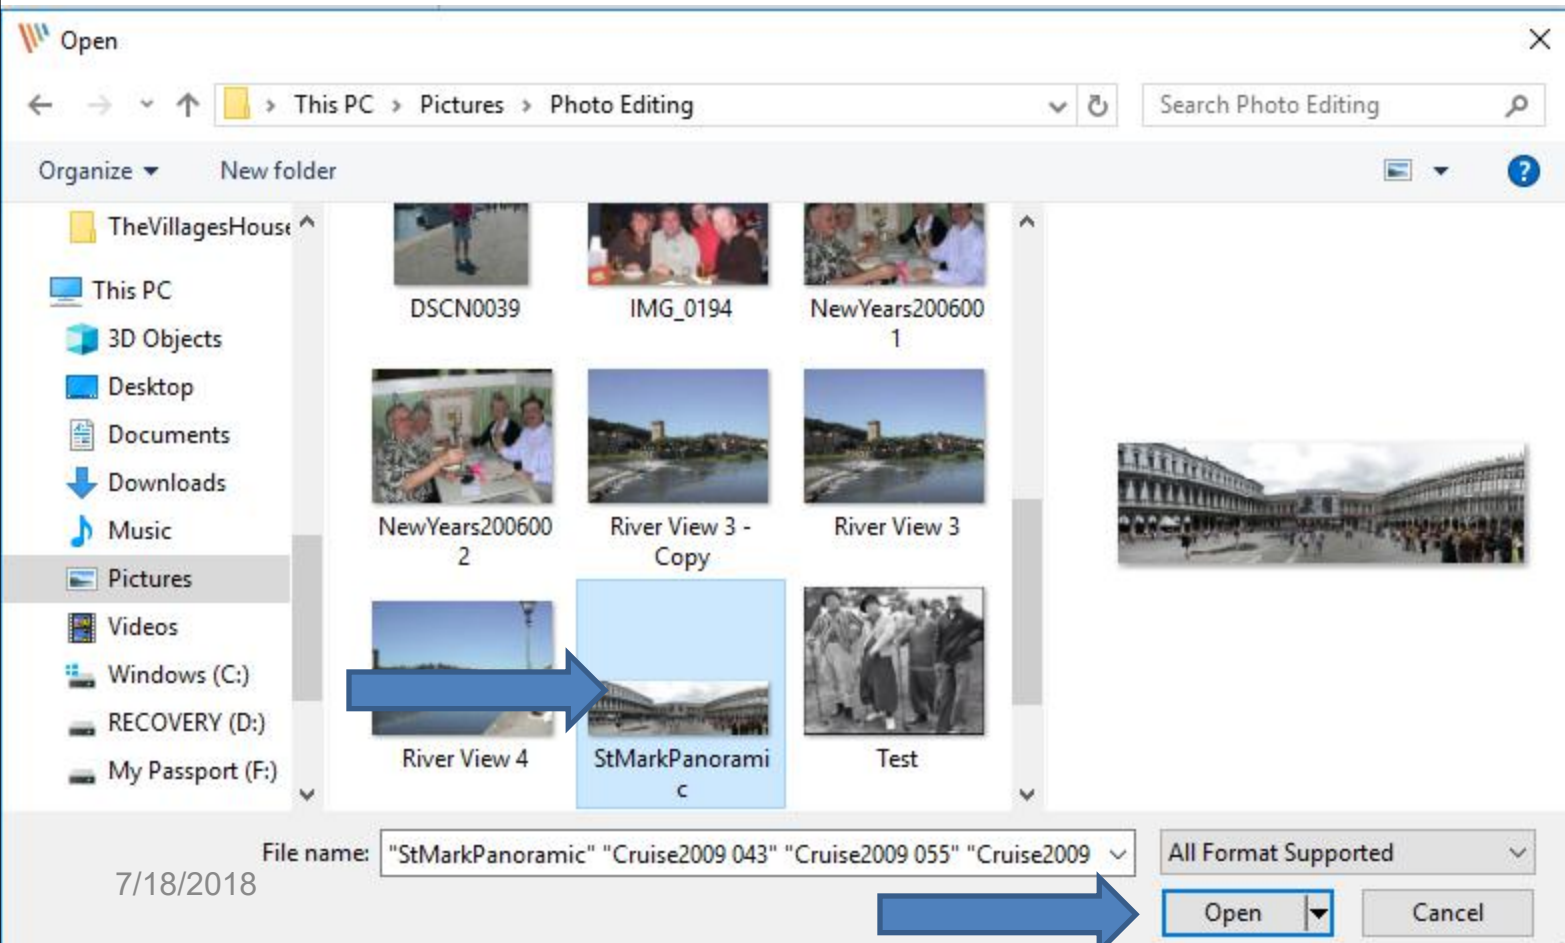 Open
This PC > Pictures > Photo Editing
Search Photo Editing
Organize
New folder
TheVillagesHouse
This PC
3D Objects
Desktop
Documents
Downloads
Music
Pictures
Videos
Windows (C:)
RECOVERY (D:)
My Passport (F:)
DSCN0039
IMG_0194
NewYears200600
1
NewYears200600
2
River View 3 -
Copy
River View 3
River View 4
StMarkPanorami
c
Test
File name: "StMarkPanoramic" "Cruise2009 043" "Cruise2009 055" "Cruise2009
All Format Supported
7/18/2018
Open
Cancel